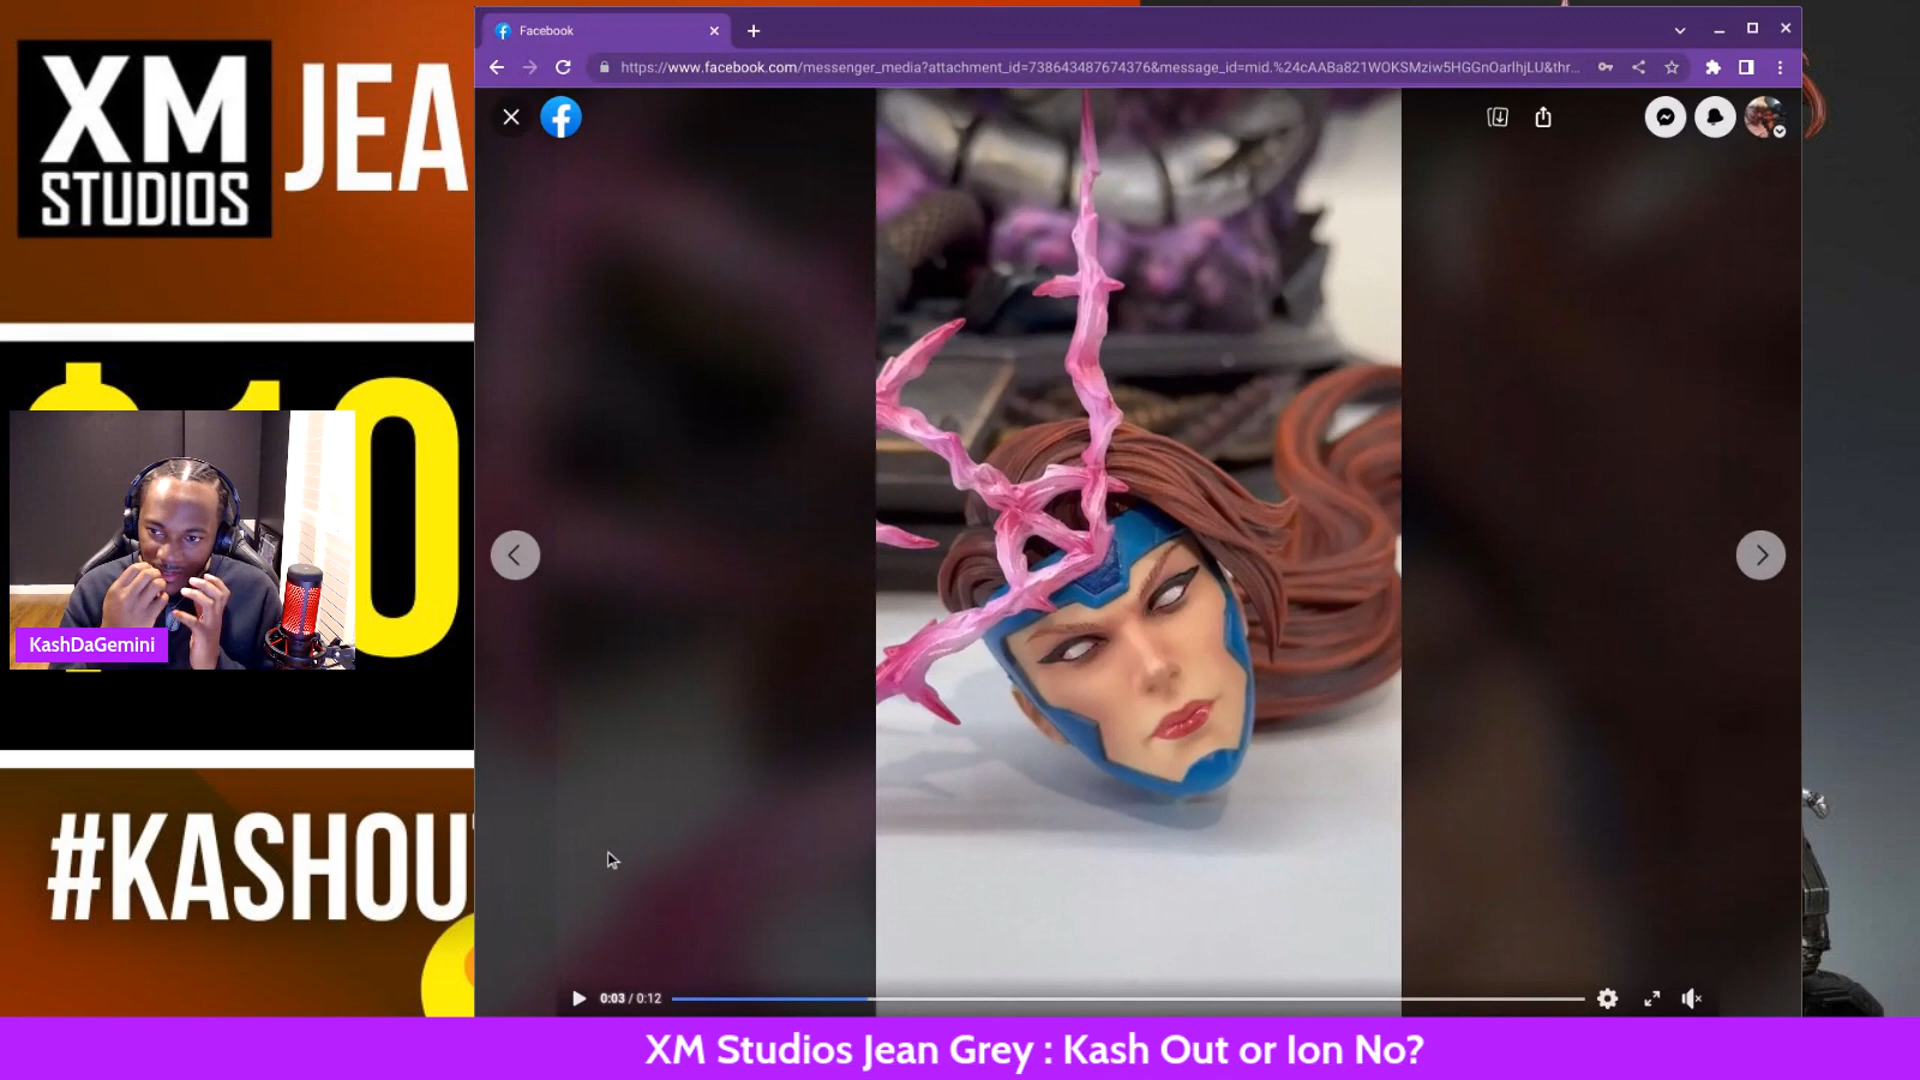 Facebook
https://www.facebook.com/messenger_media?attachment_id=738643487674376&message_id=mid.%24cAABa821WOKSMziw5HGGnOarlhjLU&thr...
XM
STUDIOS
JEA
$10
KashDaGemini
#KASHOU
0:03 / 0:12
XM Studios Jean Grey : Kash Out or Ion No?